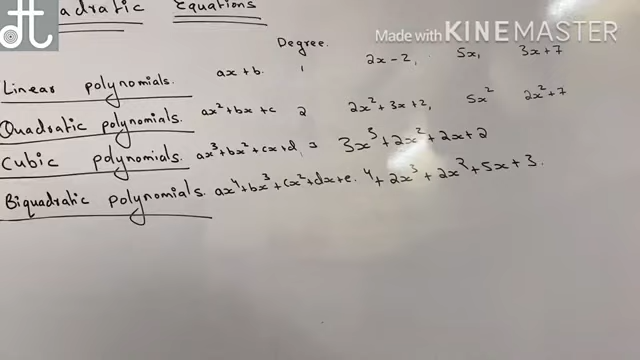 adratic Equations
Made with KINEMASTER
Degree.
Linear polynomials. ax + b. 1 2x - 2, 5x, 3x + 7
Quadratic polynomials. ax² + bx + c 2 2x² + 3x + 2, 5x² 2x² + 7
Cubic polynomials. ax³ + bx² + cx + d, 3x³ + 2x² + 2x + 2
Biquadratic polynomials. ax⁴ + bx³ + cx² + dx + e. 4 + 2x³ + 2x² + 5x + 3.